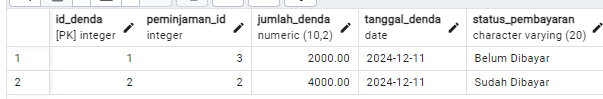 id_denda peminjaman_id jumlah_denda tanggal_denda status_pembayaran
[PK] integer integer numeric (10,2) date character varying (20)
1 1 3 2000.00 2024-12-11 Belum Dibayar
2 2 2 4000.00 2024-12-11 Sudah Dibayar